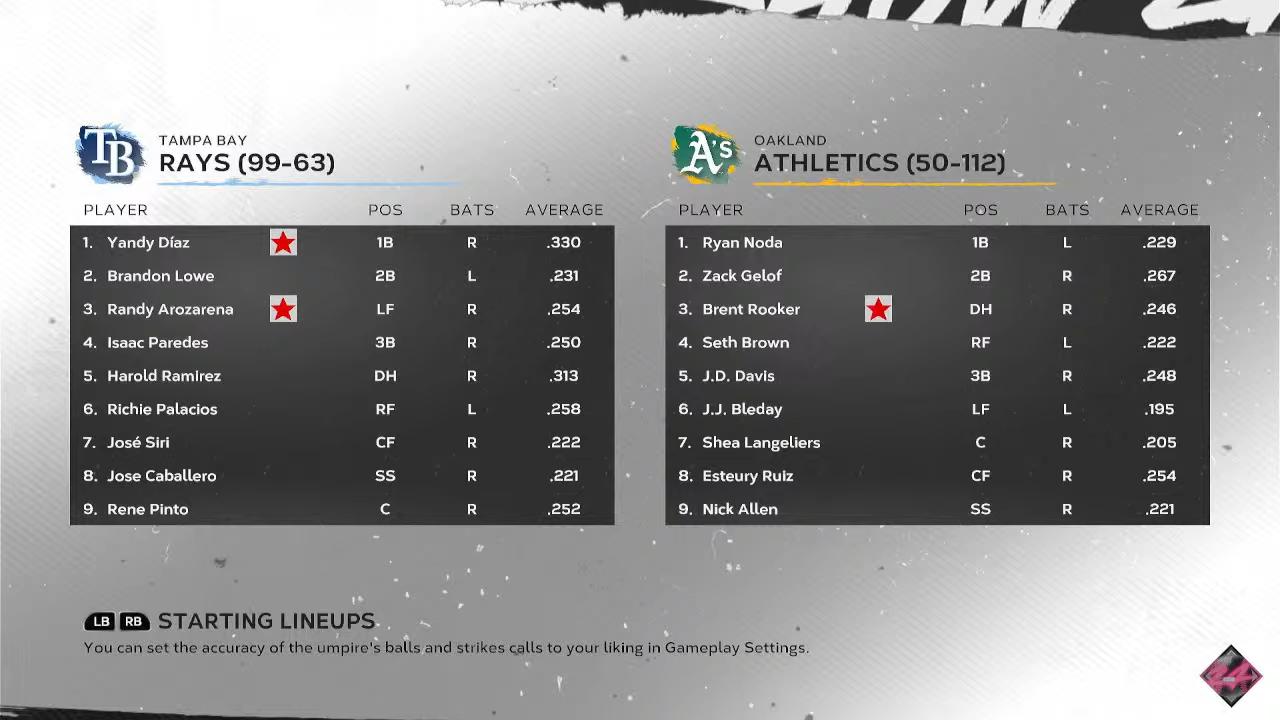 TB
TAMPA BAY
RAYS (99-63)
PLAYER POS BATS AVERAGE
1. Yandy Díaz 1B R .330
2. Brandon Lowe 2B L .231
3. Randy Arozarena LF R .254
4. Isaac Paredes 3B R .250
5. Harold Ramirez DH R .313
6. Richie Palacios RF L .258
7. José Siri CF R .222
8. Jose Caballero SS R .221
9. Rene Pinto C R .252
A's
OAKLAND
ATHLETICS (50-112)
PLAYER POS BATS AVERAGE
1. Ryan Noda 1B L .229
2. Zack Gelof 2B R .267
3. Brent Rooker DH R .246
4. Seth Brown RF L .222
5. J.D. Davis 3B R .248
6. J.J. Bleday LF L .195
7. Shea Langeliers C R .205
8. Esteury Ruiz CF R .254
9. Nick Allen SS R .221
LB RB STARTING LINEUPS
You can set the accuracy of the umpire's balls and strikes calls to your liking in Gameplay Settings.
24